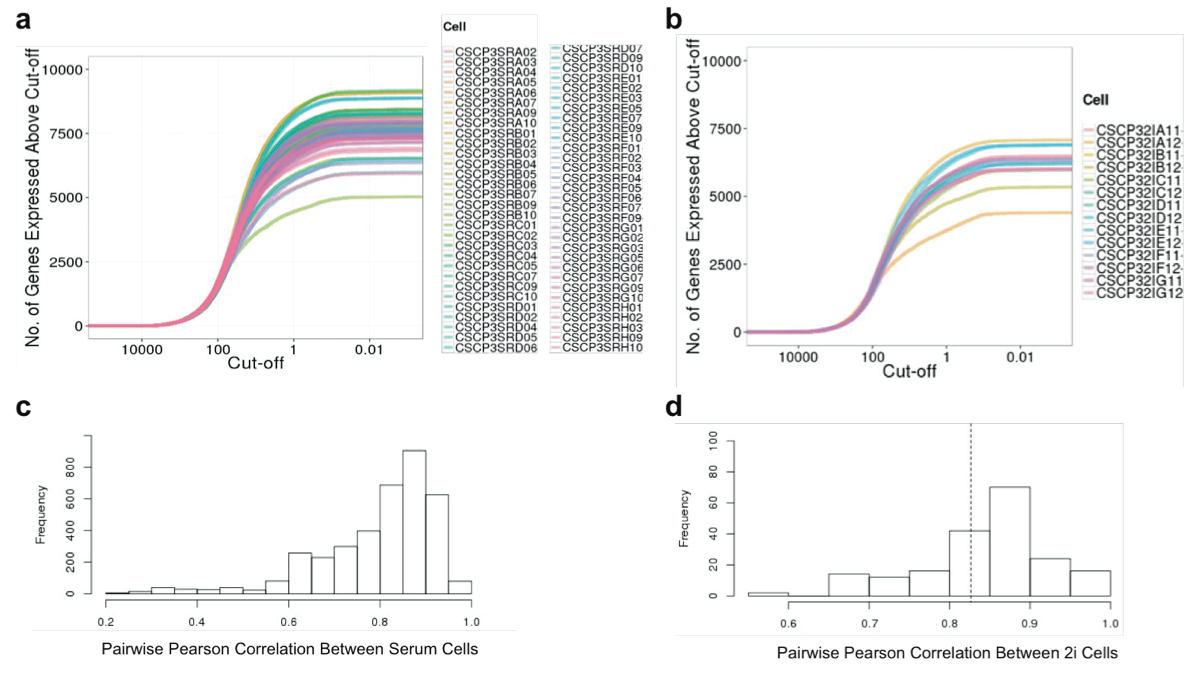 a
No. of Genes Expressed Above Cut-off
10000
7500
5000
2500
0
10000 100 1 0.01
Cut-off
Cell
CSCP3SRA02
CSCP3SRA03
CSCP3SRA04
CSCP3SRA05
CSCP3SRA06
CSCP3SRA07
CSCP3SRA09
CSCP3SRA10
CSCP3SRB01
CSCP3SRB02
CSCP3SRB03
CSCP3SRB04
CSCP3SRB05
CSCP3SRB06
CSCP3SRB07
CSCP3SRB09
CSCP3SRB10
CSCP3SRC01
CSCP3SRC02
CSCP3SRC03
CSCP3SRC04
CSCP3SRC05
CSCP3SRC07
CSCP3SRC09
CSCP3SRC10
CSCP3SRD01
CSCP3SRD02
CSCP3SRD04
CSCP3SRD05
CSCP3SRD06
CSCP3SRD07
CSCP3SRD09
CSCP3SRD10
CSCP3SRE01
CSCP3SRE02
CSCP3SRE03
CSCP3SRE05
CSCP3SRE07
CSCP3SRE09
CSCP3SRE10
CSCP3SRF01
CSCP3SRF02
CSCP3SRF03
CSCP3SRF04
CSCP3SRF05
CSCP3SRF06
CSCP3SRF07
CSCP3SRF09
CSCP3SRG01
CSCP3SRG02
CSCP3SRG03
CSCP3SRG05
CSCP3SRG06
CSCP3SRG07
CSCP3SRG09
CSCP3SRG10
CSCP3SRH01
CSCP3SRH02
CSCP3SRH03
CSCP3SRH09
CSCP3SRH10
b
No. of Genes Expressed Above Cut-off
10000
7500
5000
2500
0
10000 100 1 0.01
Cut-off
Cell
CSCP32IA11
CSCP32IA12
CSCP32IB11
CSCP32IB12
CSCP32IC11
CSCP32IC12
CSCP32ID11
CSCP32ID12
CSCP32IE11
CSCP32IE12
CSCP32IF11
CSCP32IF12
CSCP32IG11
CSCP32IG12
c
Frequency
800
600
400
200
0
0.2 0.4 0.6 0.8 1.0
Pairwise Pearson Correlation Between Serum Cells
d
Frequency
100
80
60
40
20
0
0.6 0.7 0.8 0.9 1.0
Pairwise Pearson Correlation Between 2i Cells